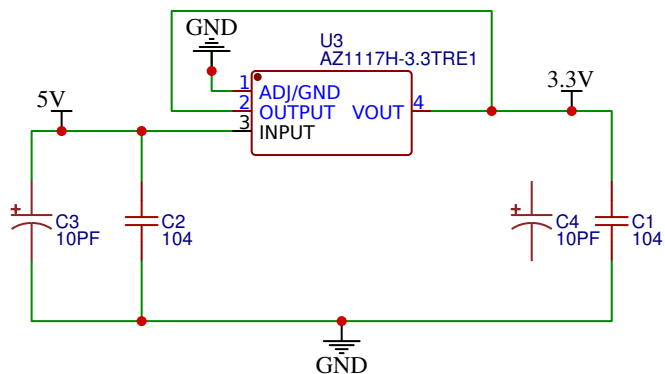 GND
U3
AZ1117H-3.3TRE1
5V
3.3V
1 ADJ/GND
2 OUTPUT VOUT 4
3 INPUT
C3
10PF
C2
104
C4
10PF
C1
104
GND